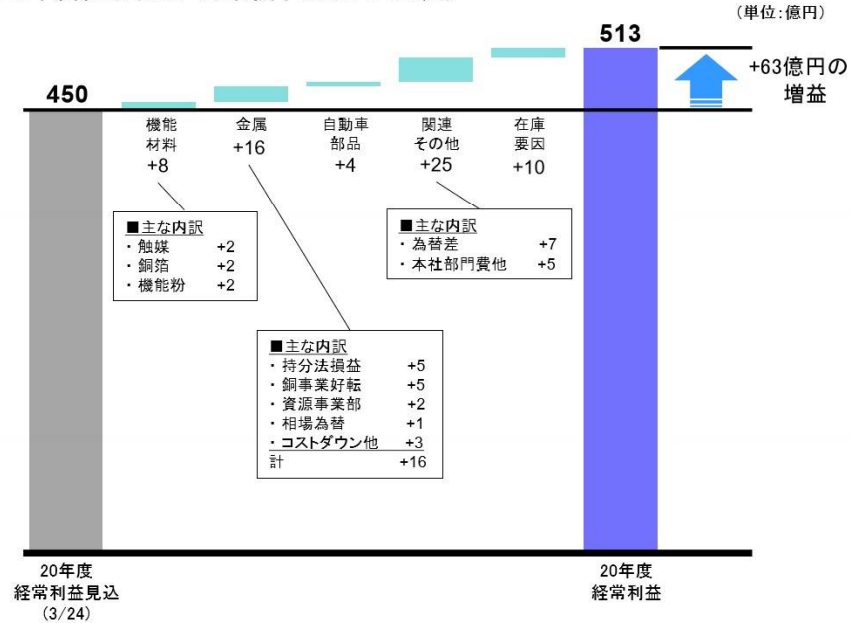 (単位:億円)
513
+63億円の
増益
450
機能
材料
+8
金属
+16
自動車
部品
+4
関連
その他
+25
在庫
要因
+10
■主な内訳
・触媒 +2
・銅箔 +2
・機能粉 +2
■主な内訳
・為替差 +7
・本社部門費他 +5
■主な内訳
・持分法損益 +5
・銅事業好転 +5
・資源事業部 +2
・相場為替 +1
・コストダウン他 +3
計 +16
20年度
経常利益見込
(3/24)
20年度
経常利益